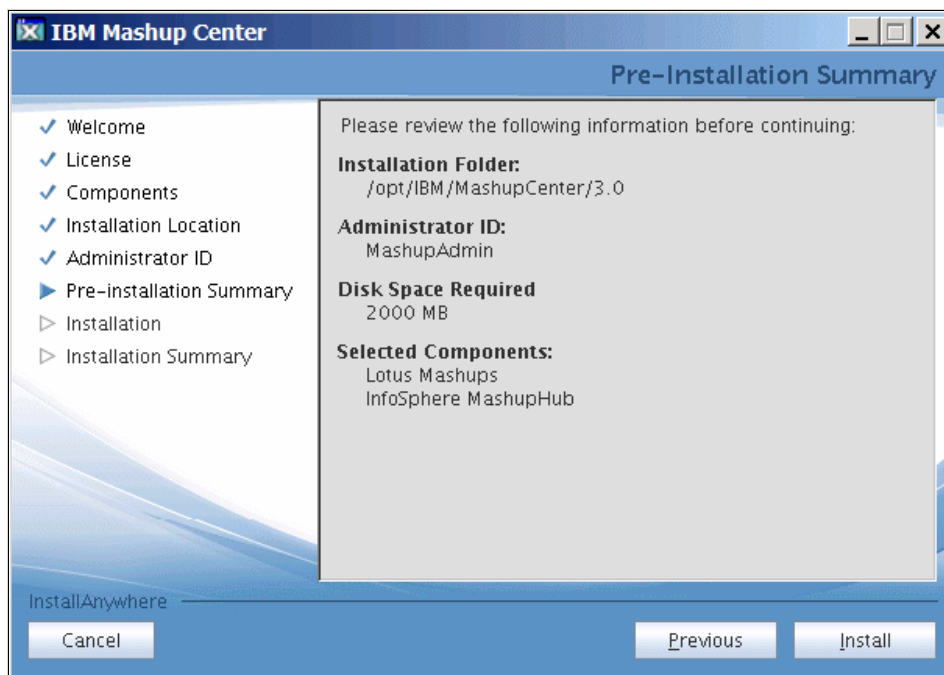 IBM Mashup Center
Pre-Installation Summary
Welcome
License
Components
Installation Location
Administrator ID
Pre-installation Summary
Installation
Installation Summary
Please review the following information before continuing:
Installation Folder:
/opt/IBM/MashupCenter/3.0
Administrator ID:
MashupAdmin
Disk Space Required
2000 MB
Selected Components:
Lotus Mashups
InfoSphere MashupHub
InstallAnywhere
Cancel
Previous
Install